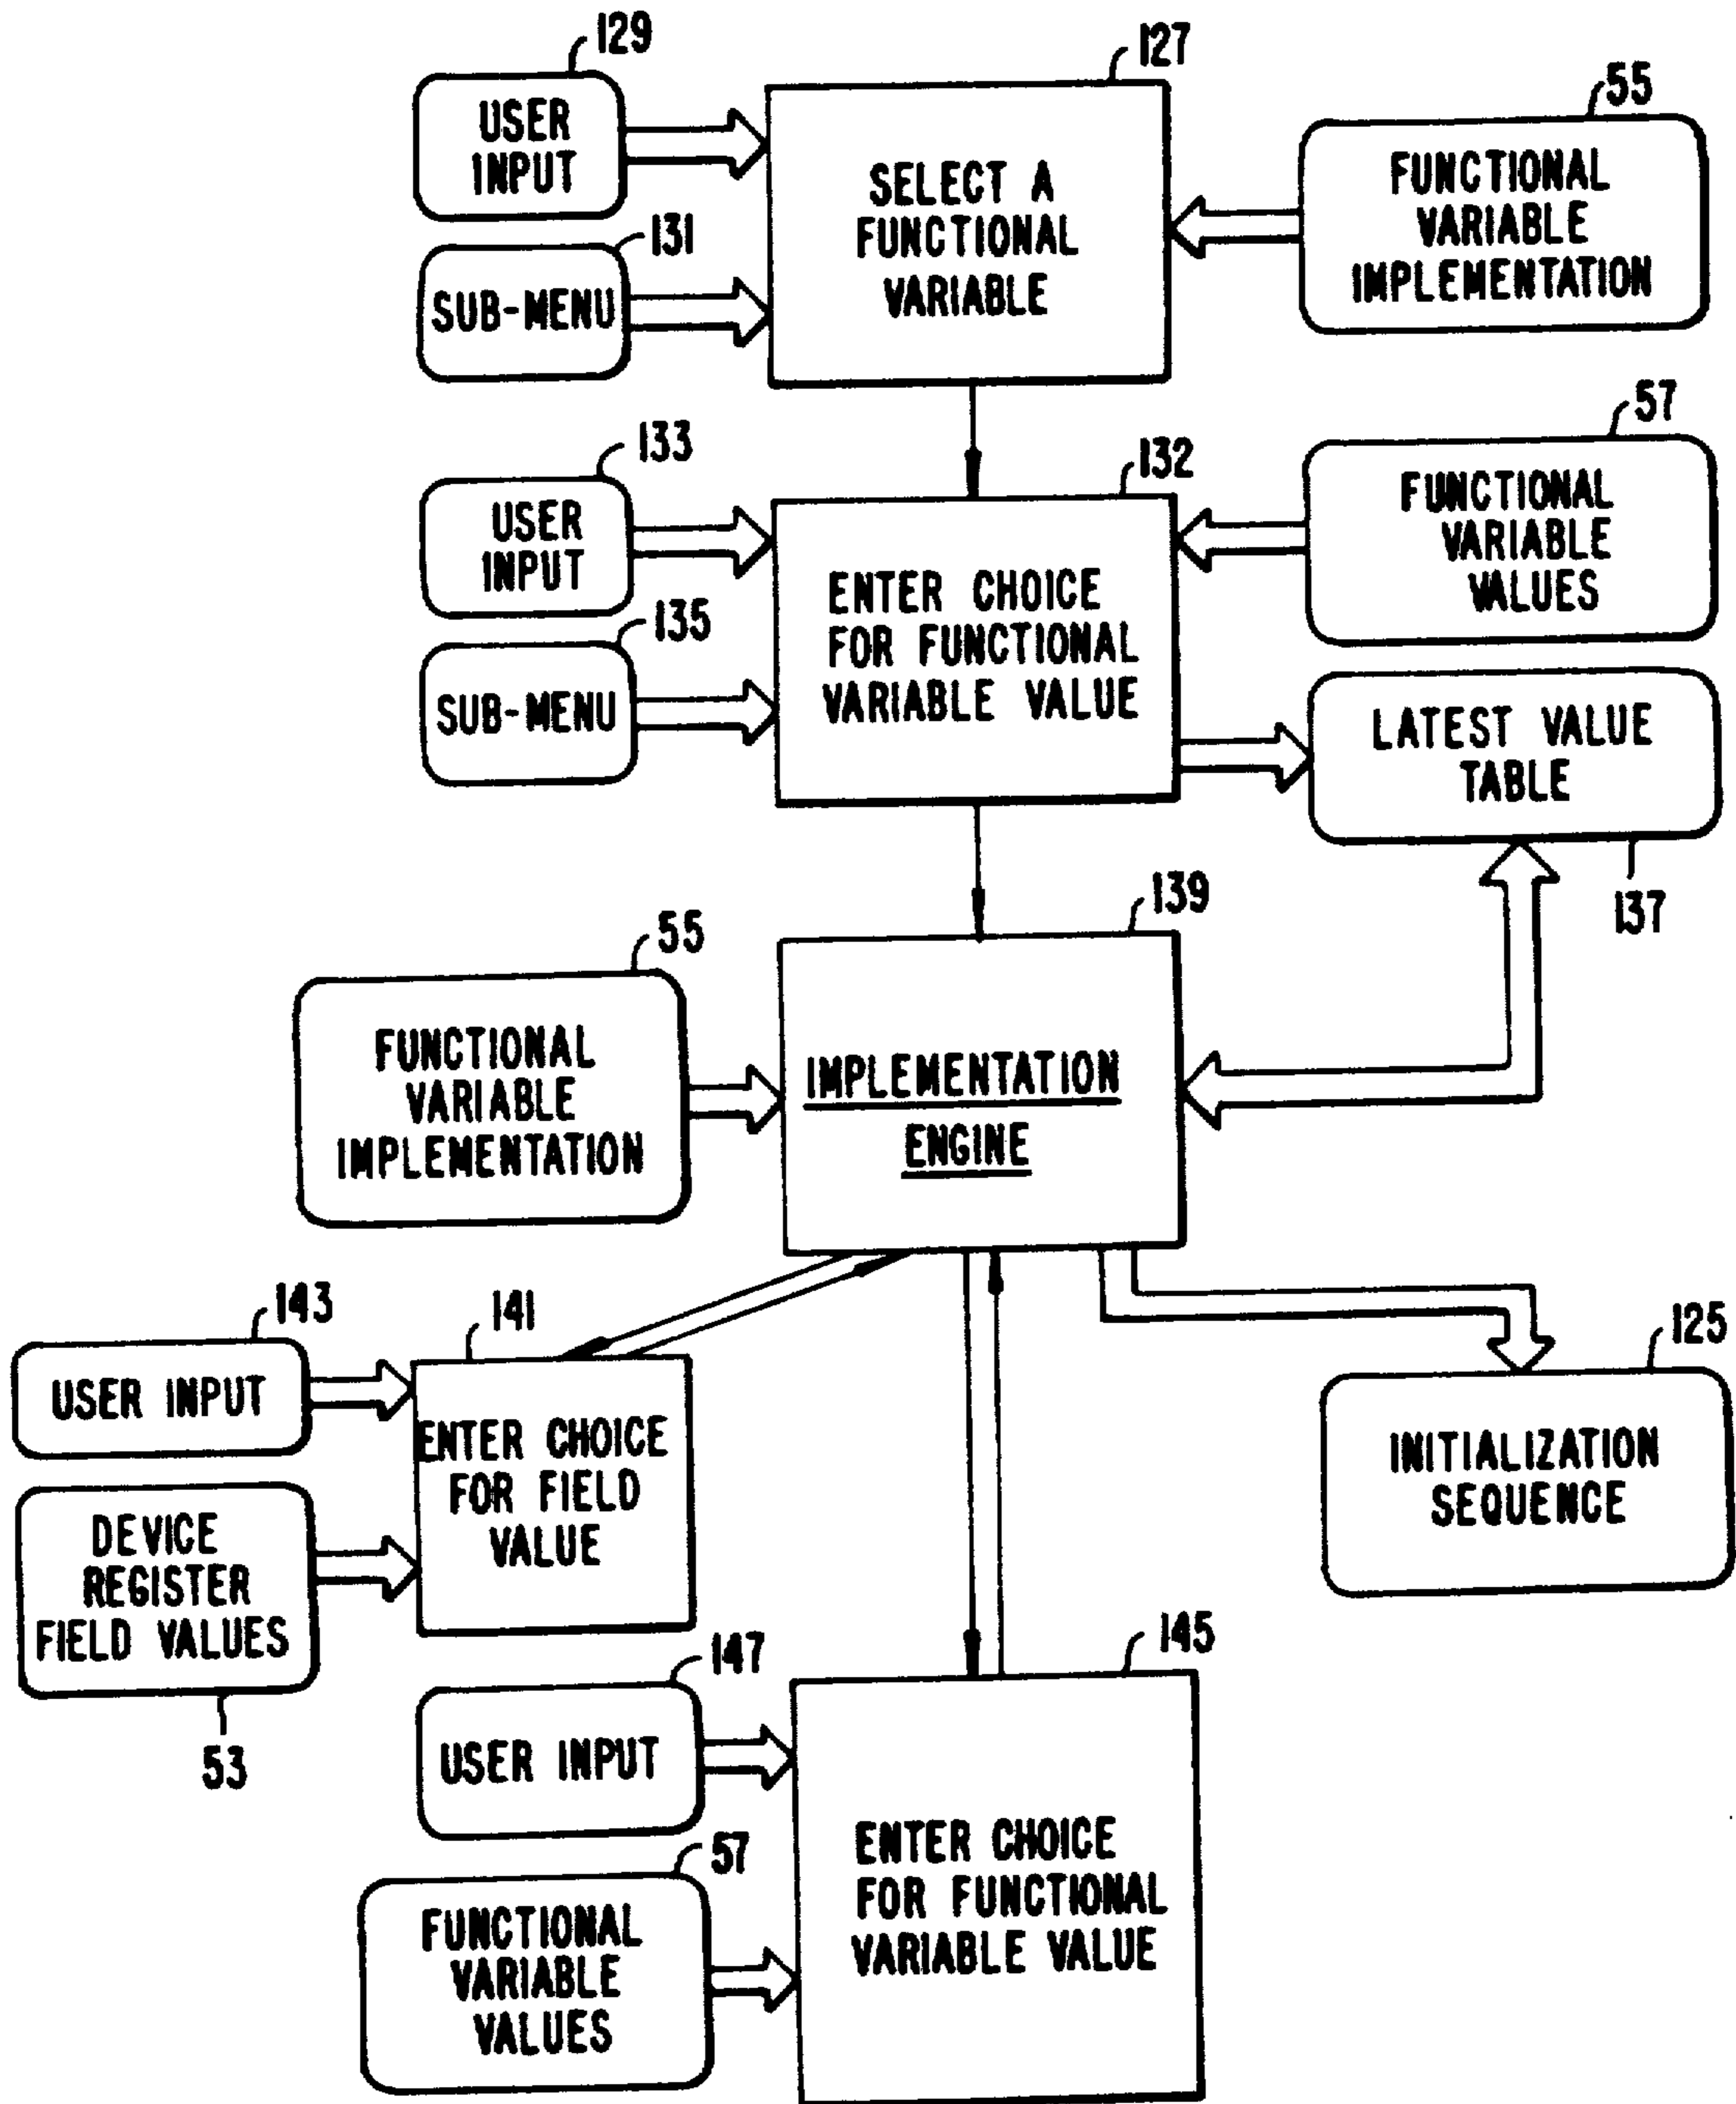 129
USER
INPUT
127
SELECT A
FUNCTIONAL
VARIABLE
55
FUNCTIONAL
VARIABLE
IMPLEMENTATION
131
SUB-MENU
133
USER
INPUT
132
ENTER CHOICE
FOR FUNCTIONAL
VARIABLE VALUE
57
FUNCTIONAL
VARIABLE
VALUES
135
SUB-MENU
LATEST VALUE
TABLE
137
55
FUNCTIONAL
VARIABLE
IMPLEMENTATION
139
IMPLEMENTATION
ENGINE
143
USER INPUT
141
ENTER CHOICE
FOR FIELD
VALUE
125
INITIALIZATION
SEQUENCE
DEVICE
REGISTER
FIELD VALUES
53
147
USER INPUT
145
ENTER CHOICE
FOR FUNCTIONAL
VARIABLE VALUE
57
FUNCTIONAL
VARIABLE
VALUES